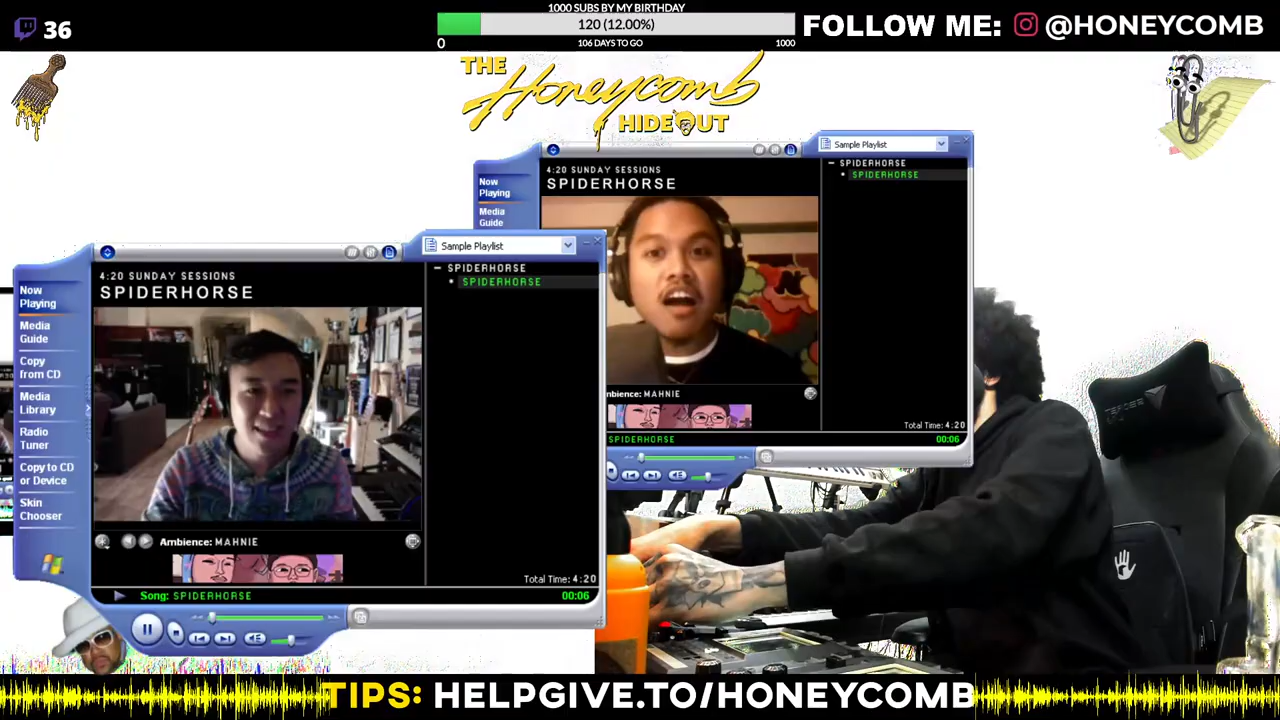 36
1000 SUBS BY MY BIRTHDAY
120 (12.00%)
0
106 DAYS TO GO
1000
FOLLOW ME: @HONEYCOMB
THE
Honeycomb
HIDEOUT
Sample Playlist
4:20 SUNDAY SESSIONS
SPIDERHORSE
SPIDERHORSE
SPIDERHORSE
Now
Playing
Media
Guide
bience: MAHNIE
Total Time: 4:20
SPIDERHORSE
00:06
Sample Playlist
4:20 SUNDAY SESSIONS
SPIDERHORSE
SPIDERHORSE
SPIDERHORSE
Now
Playing
Media
Guide
Copy
from CD
Media
Library
Radio
Tuner
Copy to CD
or Device
Skin
Chooser
Ambience: MAHNIE
Total Time: 4:20
Song: SPIDERHORSE
00:06
TIPS: HELPGIVE.TO/HONEYCOMB